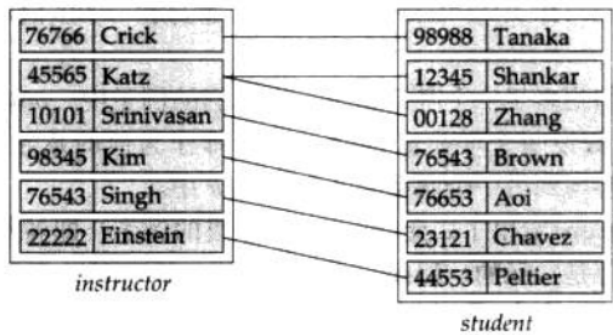 76766 Crick
45565 Katz
10101 Srinivasan
98345 Kim
76543 Singh
22222 Einstein
instructor
98988 Tanaka
12345 Shankar
00128 Zhang
76543 Brown
76653 Aoi
23121 Chavez
44553 Peltier
student